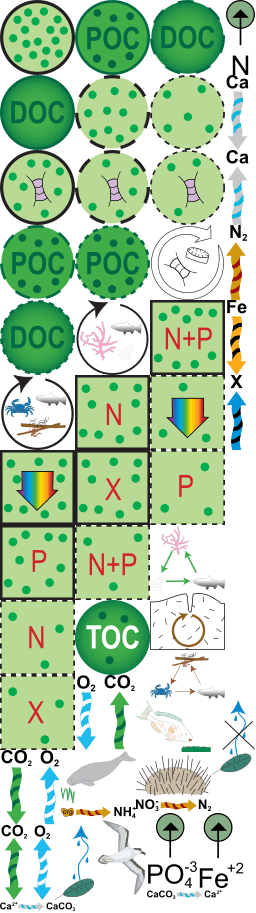 POC
DOC
N
Ca
DOC
Ca
N₂
POC
POC
Fe
DOC
N+P
X
N
X
P
P
N+P
N
TOC
O₂
CO₂
X
CO₂
O₂
org
NH₄
NO₃⁻
N₂
CO₂
O₂
PO₄⁻³
Fe⁺²
Ca²⁺
CaCO₃
CaCO₃
Ca²⁺